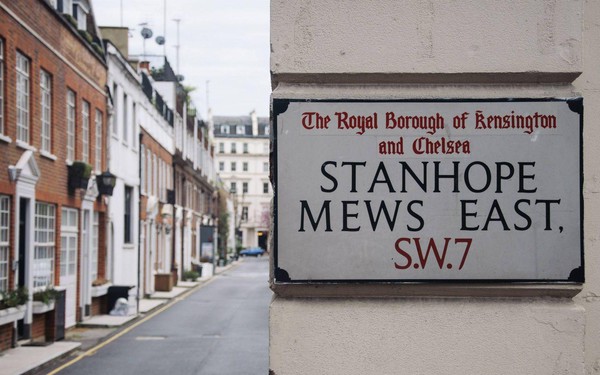 The Royal Borough of Kensington
and Chelsea
STANHOPE
MEWS EAST,
S.W.7